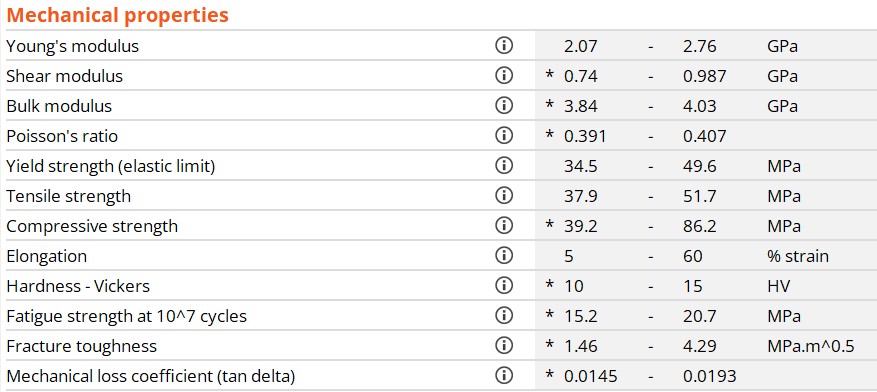 Mechanical properties
Young's modulus 2.07 - 2.76 GPa
Shear modulus * 0.74 - 0.987 GPa
Bulk modulus * 3.84 - 4.03 GPa
Poisson's ratio * 0.391 - 0.407
Yield strength (elastic limit) 34.5 - 49.6 MPa
Tensile strength 37.9 - 51.7 MPa
Compressive strength * 39.2 - 86.2 MPa
Elongation 5 - 60 % strain
Hardness - Vickers * 10 - 15 HV
Fatigue strength at 10^7 cycles * 15.2 - 20.7 MPa
Fracture toughness * 1.46 - 4.29 MPa.m^0.5
Mechanical loss coefficient (tan delta) * 0.0145 - 0.0193